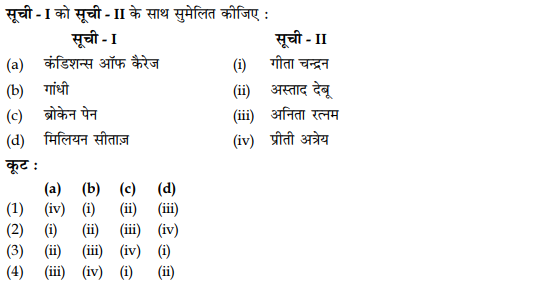 सूची - I को सूची - II के साथ सुमेलित कीजिए :
सूची - I सूची - II
(a) कंडिशन्स ऑफ कैरेज (i) गीता चन्द्रन
(b) गांधी (ii) अस्ताद देबू
(c) ब्रोकेन पेन (iii) अनिता रत्नम
(d) मिलियन सीताज़ (iv) प्रीती अत्रेय
कूट :
(a) (b) (c) (d)
(1) (iv) (i) (ii) (iii)
(2) (i) (ii) (iii) (iv)
(3) (ii) (iii) (iv) (i)
(4) (iii) (iv) (i) (ii)